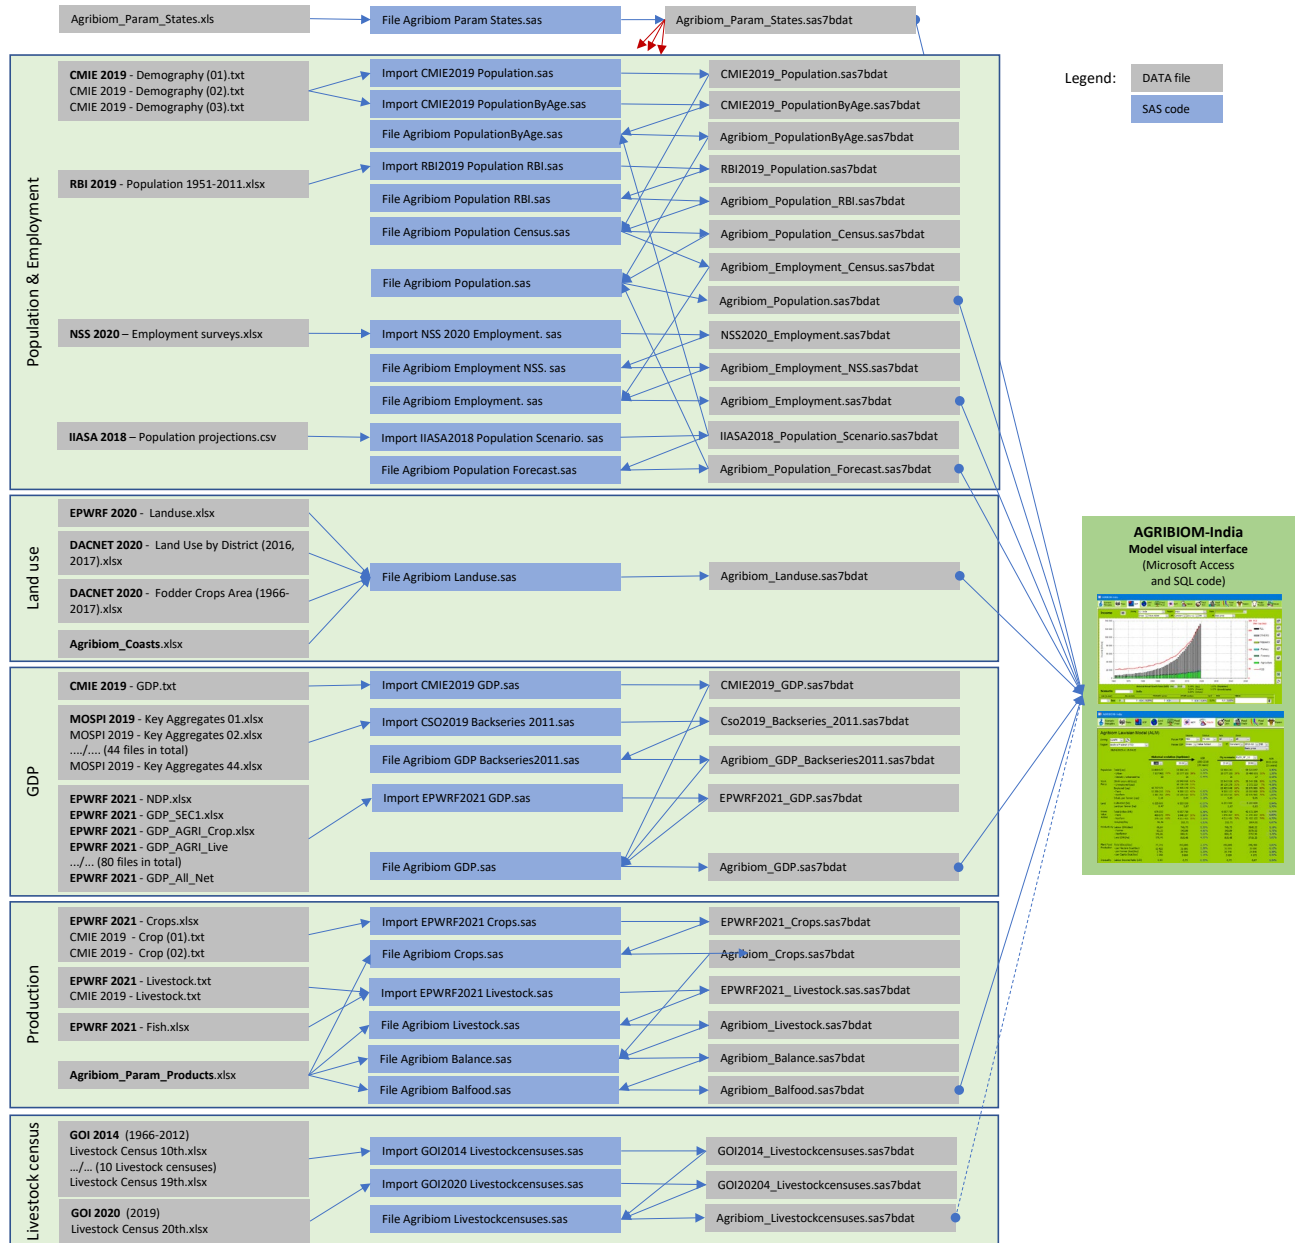 Agribiom_Param_States.xls
File Agribiom Param States.sas
Agribiom_Param_States.sas7bdat
Legend:
DATA file
SAS code
Population & Employment
CMIE 2019 - Demography (01).txt
CMIE 2019 - Demography (02).txt
CMIE 2019 - Demography (03).txt
RBI 2019 - Population 1951-2011.xlsx
NSS 2020 – Employment surveys.xlsx
IIASA 2018 – Population projections.csv
Import CMIE2019 Population.sas
Import CMIE2019 PopulationByAge.sas
File Agribiom PopulationByAge.sas
Import RBI2019 Population RBI.sas
File Agribiom Population RBI.sas
File Agribiom Population Census.sas
File Agribiom Population.sas
Import NSS 2020 Employment. sas
File Agribiom Employment NSS. sas
File Agribiom Employment. sas
Import IIASA2018 Population Scenario. sas
File Agribiom Population Forecast.sas
CMIE2019_Population.sas7bdat
CMIE2019_PopulationByAge.sas7bdat
Agribiom_PopulationByAge.sas7bdat
RBI2019_Population.sas7bdat
Agribiom_Population_RBI.sas7bdat
Agribiom_Population_Census.sas7bdat
Agribiom_Employment_Census.sas7bdat
Agribiom_Population.sas7bdat
NSS2020_Employment.sas7bdat
Agribiom_Employment_NSS.sas7bdat
Agribiom_Employment.sas7bdat
IIASA2018_Population_Scenario.sas7bdat
Agribiom_Population_Forecast.sas7bdat
Land use
EPWRF 2020 - Landuse.xlsx
DACNET 2020 - Land Use by District (2016,
2017).xlsx
DACNET 2020 - Fodder Crops Area (1966-
2017).xlsx
Agribiom_Coasts.xlsx
File Agribiom Landuse.sas
Agribiom_Landuse.sas7bdat
GDP
CMIE 2019 - GDP.txt
MOSPI 2019 - Key Aggregates 01.xlsx
MOSPI 2019 - Key Aggregates 02.xlsx
..../.... (44 files in total)
MOSPI 2019 - Key Aggregates 44.xlsx
EPWRF 2021 - NDP.xlsx
EPWRF 2021 - GDP_SEC1.xlsx
EPWRF 2021 - GDP_AGRI_Crop.xlsx
EPWRF 2021 - GDP_AGRI_Live
.../... (80 files in total)
EPWRF 2021 - GDP_All_Net
Import CMIE2019 GDP.sas
Import CSO2019 Backseries 2011.sas
File Agribiom GDP Backseries2011.sas
Import EPWRF2021 GDP.sas
File Agribiom GDP.sas
CMIE2019_GDP.sas7bdat
Cso2019_Backseries_2011.sas7bdat
Agribiom_GDP_Backseries2011.sas7bdat
EPWRF2021_GDP.sas7bdat
Agribiom_GDP.sas7bdat
Production
EPWRF 2021 - Crops.xlsx
CMIE 2019 - Crop (01).txt
CMIE 2019 - Crop (02).txt
EPWRF 2021 - Livestock.txt
CMIE 2019 - Livestock.txt
EPWRF 2021 - Fish.xlsx
Agribiom_Param_Products.xlsx
Import EPWRF2021 Crops.sas
File Agribiom Crops.sas
Import EPWRF2021 Livestock.sas
File Agribiom Livestock.sas
File Agribiom Balance.sas
File Agribiom Balfood.sas
EPWRF2021_Crops.sas7bdat
Agribiom_Crops.sas7bdat
EPWRF2021_ Livestock.sas.sas7bdat
Agribiom_Livestock.sas7bdat
Agribiom_Balance.sas7bdat
Agribiom_Balfood.sas7bdat
Livestock census
GOI 2014 (1966-2012)
Livestock Census 10th.xlsx
.../... (10 Livestock censuses)
Livestock Census 19th.xlsx
GOI 2020 (2019)
Livestock Census 20th.xlsx
Import GOI2014 Livestockcensuses.sas
Import GOI2020 Livestockcensuses.sas
File Agribiom Livestockcensuses.sas
GOI2014_Livestockcensuses.sas7bdat
GOI20204_Livestockcensuses.sas7bdat
Agribiom_Livestockcensuses.sas7bdat
AGRIBIOM-India
Model visual interface
(Microsoft Access
and SQL code)